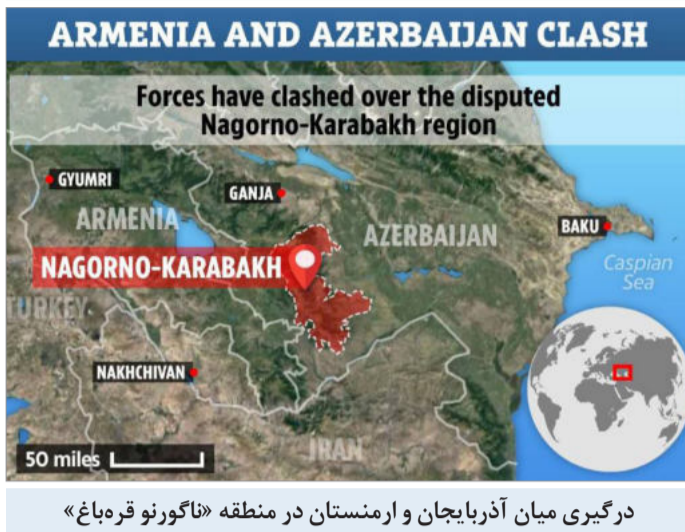 ARMENIA AND AZERBAIJAN CLASH
Forces have clashed over the disputed
Nagorno-Karabakh region
GYUMRI
GANJA
ARMENIA
AZERBAIJAN
BAKU
NAGORNO-KARABAKH
Caspian
Sea
TURKEY
NAKHCHIVAN
IRAN
50 miles
درگیری میان آذربایجان و ارمنستان در منطقه «ناگورنو قره‌باغ»